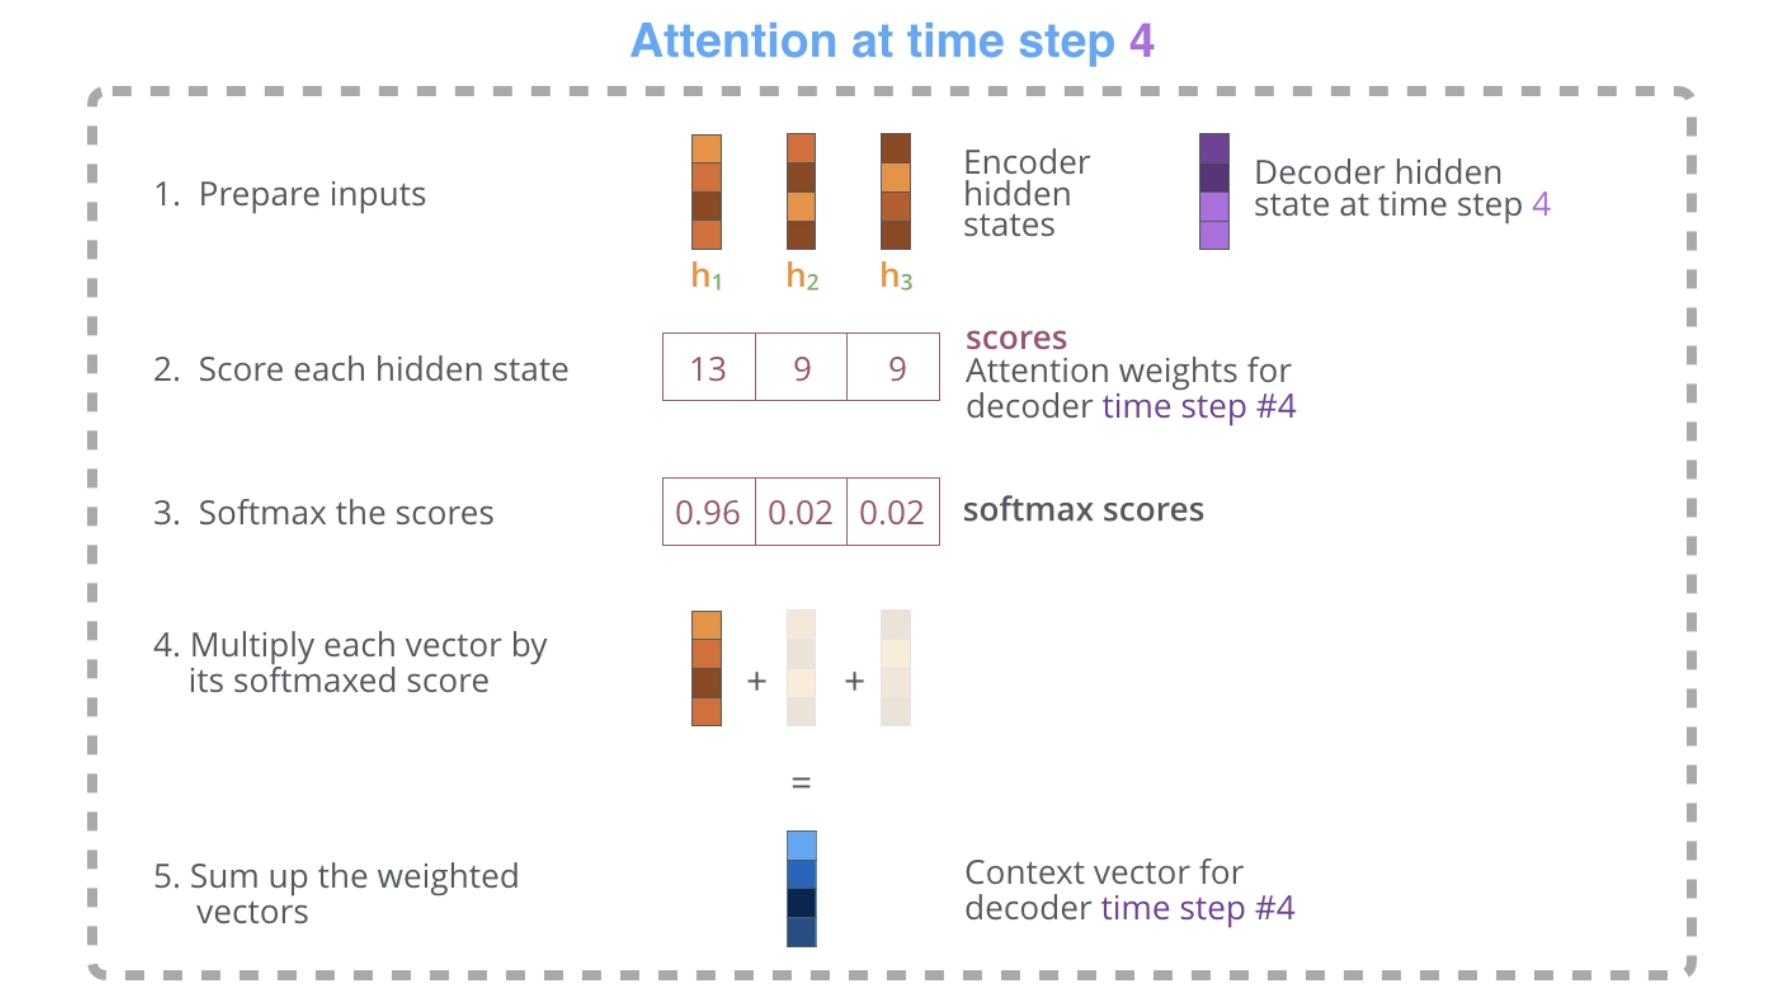 Attention at time step 4
1. Prepare inputs
Encoder
hidden
states
Decoder hidden
state at time step 4
h1
h2
h3
2. Score each hidden state
13
9
9
scores
Attention weights for
decoder time step #4
3. Softmax the scores
0.96
0.02
0.02
softmax scores
4. Multiply each vector by
its softmaxed score
+
+
=
5. Sum up the weighted
vectors
Context vector for
decoder time step #4